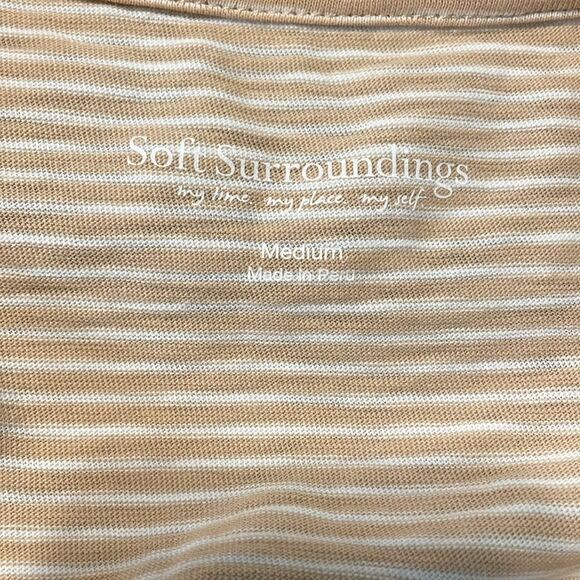 Soft Surroundings
my time. my place. my self.
Medium
Made In Peru